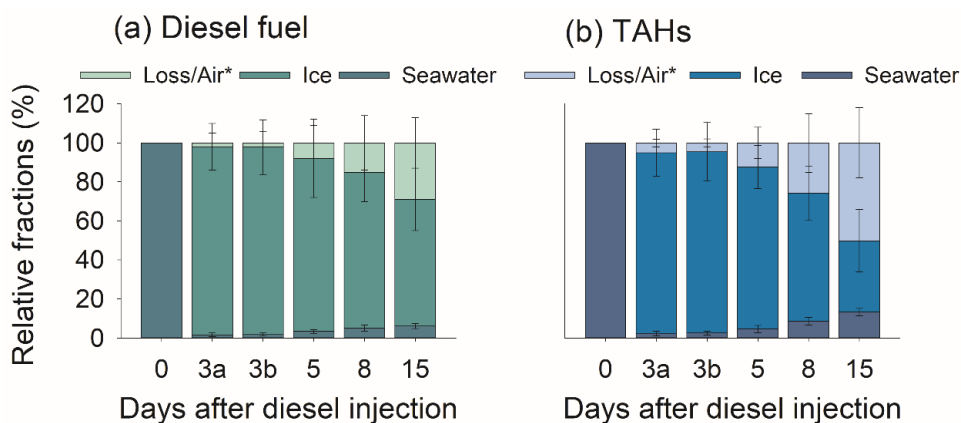 (a) Diesel fuel
Loss/Air* Ice Seawater
Relative fractions (%)
120
100
80
60
40
20
0
0 3a 3b 5 8 15
Days after diesel injection
(b) TAHs
Loss/Air* Ice Seawater
0 3a 3b 5 8 15
Days after diesel injection